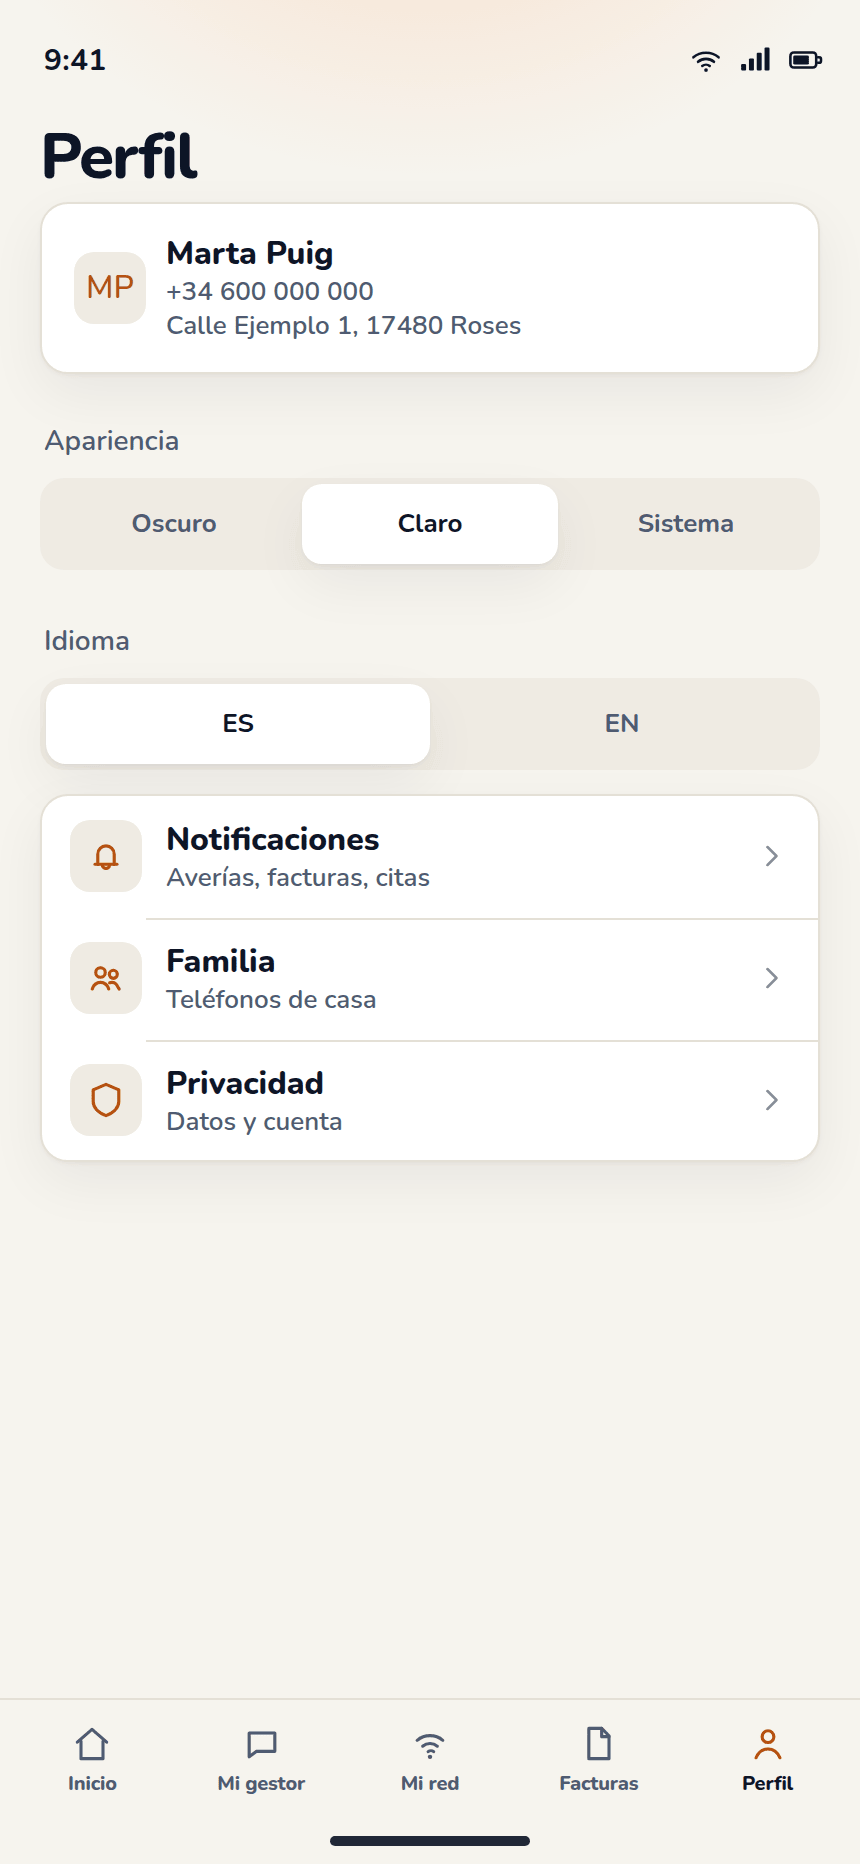 9:41
Perfil
MP
Marta Puig
+34 600 000 000
Calle Ejemplo 1, 17480 Roses
Apariencia
Oscuro Claro Sistema
Idioma
ES EN
Notificaciones
Averías, facturas, citas
Familia
Teléfonos de casa
Privacidad
Datos y cuenta
Inicio Mi gestor Mi red Facturas Perfil